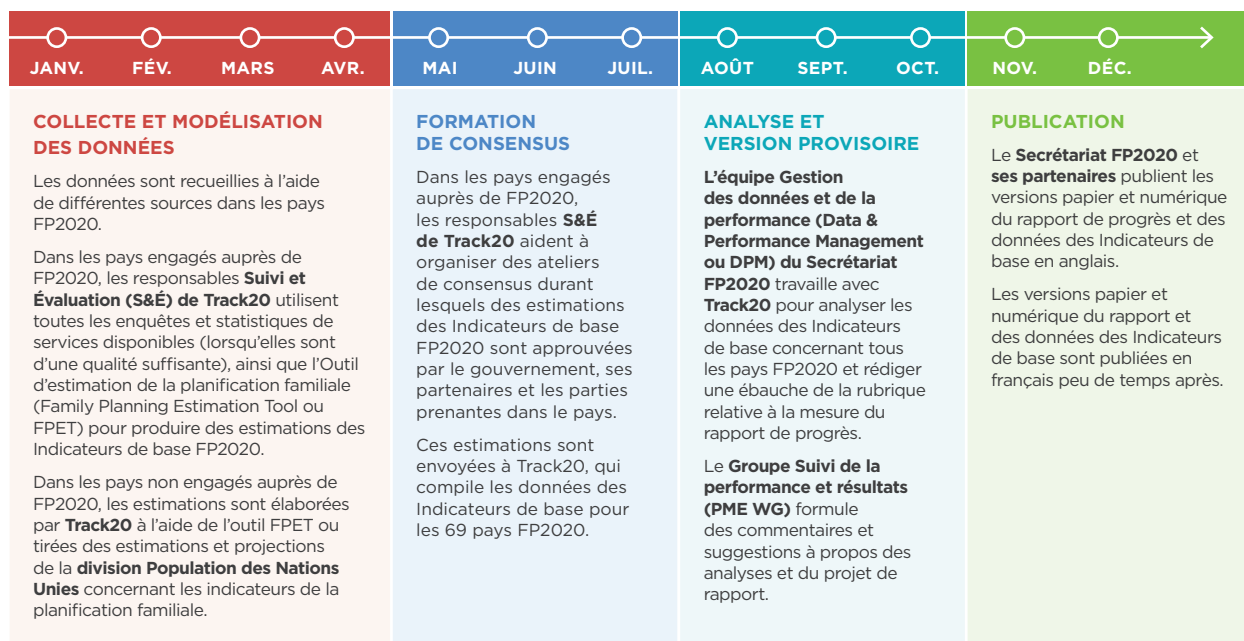 JANV. FÉV. MARS AVR. MAI JUIN JUIL. AOÛT SEPT. OCT. NOV. DÉC.
COLLECTE ET MODÉLISATION
DES DONNÉES
Les données sont recueillies à l’aide
de différentes sources dans les pays
FP2020.
Dans les pays engagés auprès de
FP2020, les responsables Suivi et
Évaluation (S&É) de Track20 utilisent
toutes les enquêtes et statistiques de
services disponibles (lorsqu’elles sont
d’une qualité suffisante), ainsi que l’Outil
d’estimation de la planification familiale
(Family Planning Estimation Tool ou
FPET) pour produire des estimations des
Indicateurs de base FP2020.
Dans les pays non engagés auprès de
FP2020, les estimations sont élaborées
par Track20 à l’aide de l’outil FPET ou
tirées des estimations et projections
de la division Population des Nations
Unies concernant les indicateurs de la
planification familiale.
FORMATION
DE CONSENSUS
Dans les pays engagés
auprès de FP2020,
les responsables S&É
de Track20 aident à
organiser des ateliers
de consensus durant
lesquels des estimations
des Indicateurs de base
FP2020 sont approuvées
par le gouvernement, ses
partenaires et les parties
prenantes dans le pays.
Ces estimations sont
envoyées à Track20, qui
compile les données des
Indicateurs de base pour
les 69 pays FP2020.
ANALYSE ET
VERSION PROVISOIRE
L’équipe Gestion
des données et de la
performance (Data &
Performance Management
ou DPM) du Secrétariat
FP2020 travaille avec
Track20 pour analyser les
données des Indicateurs
de base concernant tous
les pays FP2020 et rédiger
une ébauche de la rubrique
relative à la mesure du
rapport de progrès.
Le Groupe Suivi de la
performance et résultats
(PME WG) formule
des commentaires et
suggestions à propos des
analyses et du projet de
rapport.
PUBLICATION
Le Secrétariat FP2020 et
ses partenaires publient les
versions papier et numérique
du rapport de progrès et des
données des Indicateurs de
base en anglais.
Les versions papier et
numérique du rapport et
des données des Indicateurs
de base sont publiées en
français peu de temps après.